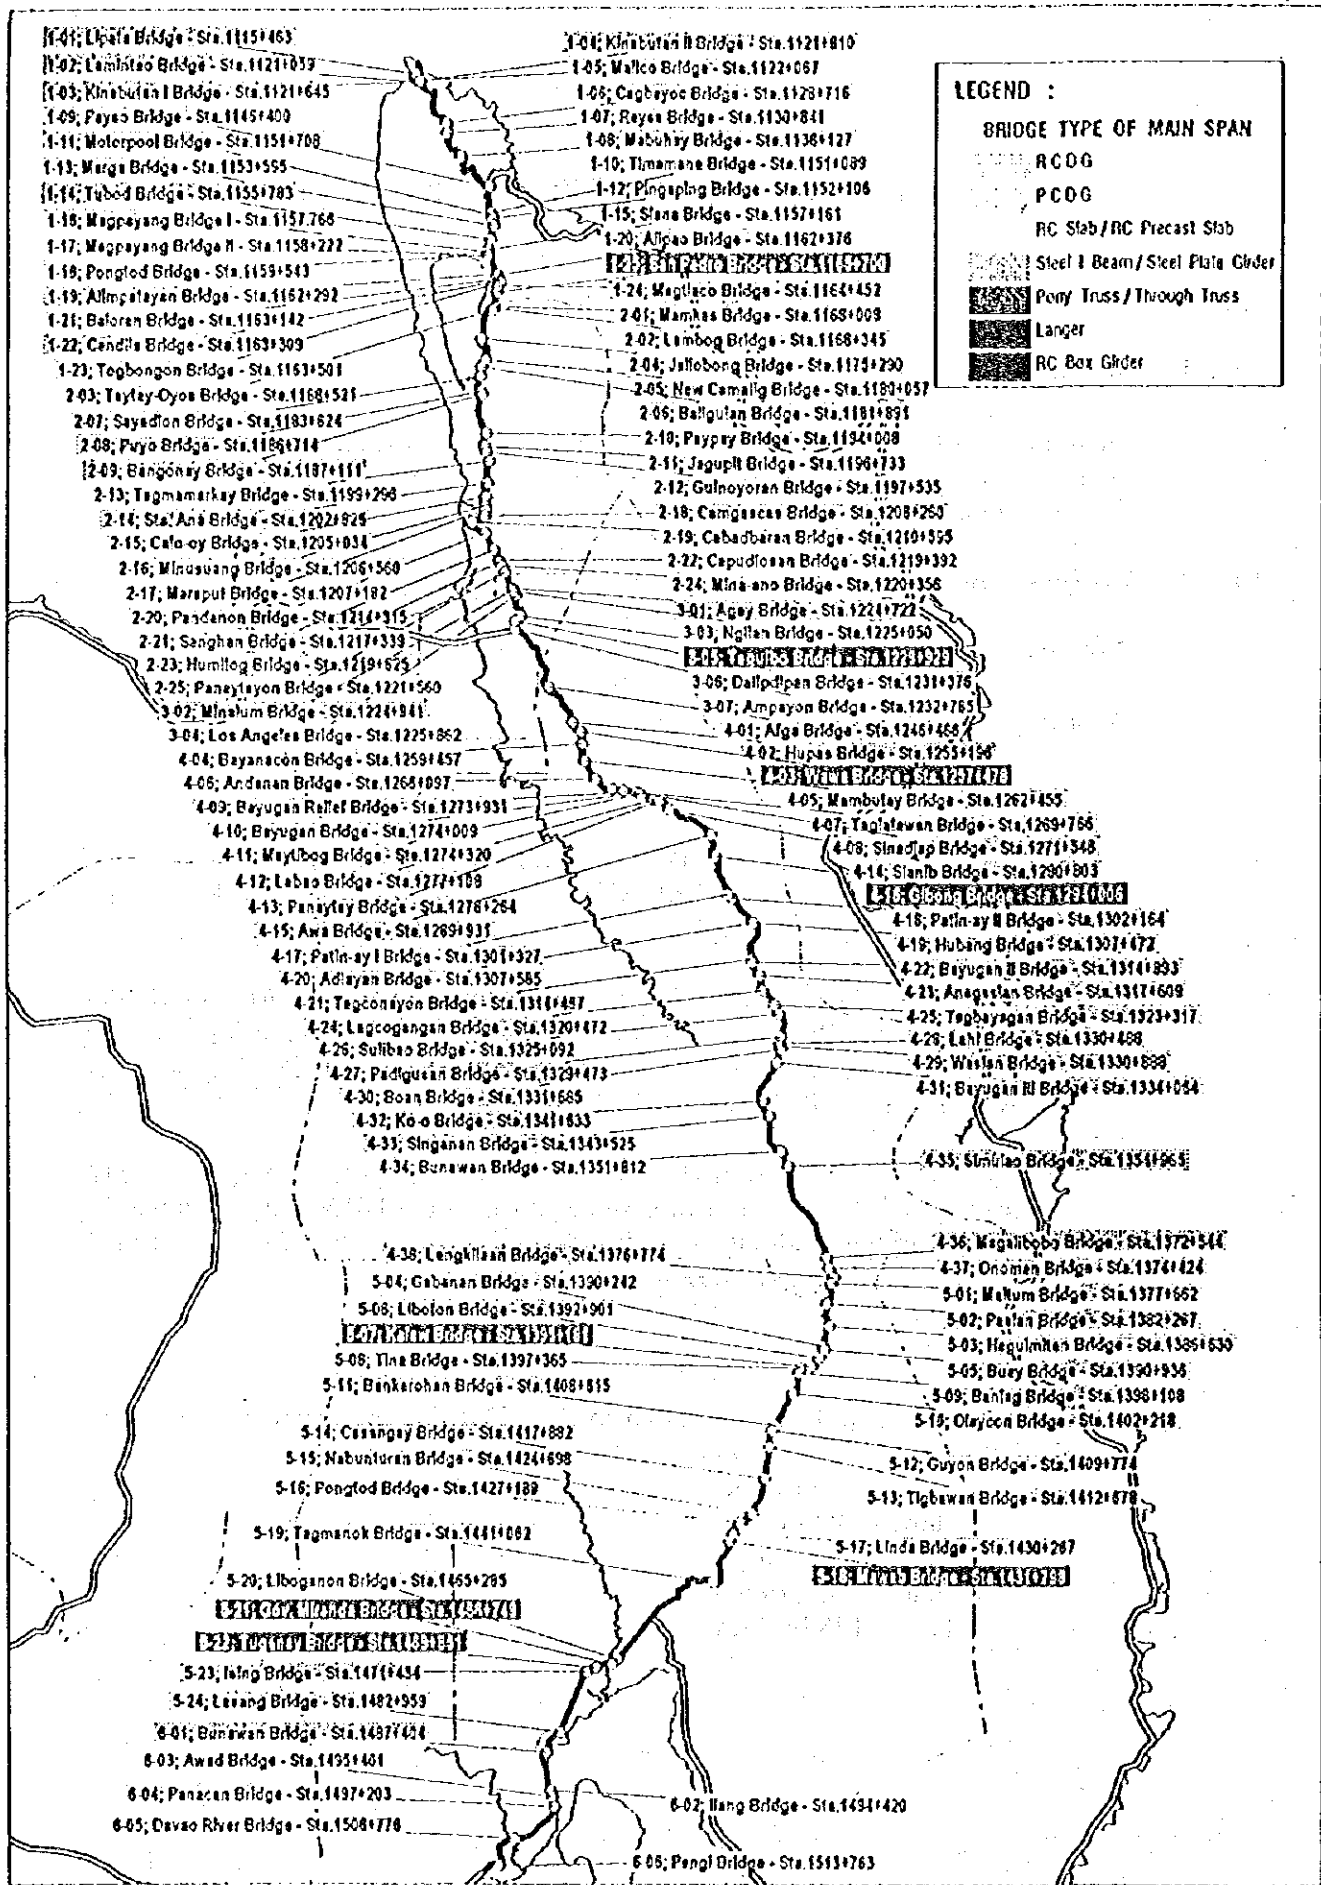 1-01; Lipata Bridge - Sta.1115+463
1-02; Lamintao Bridge - Sta.1121+059
1-03; Kinabutan I Bridge - Sta.1121+645
1-09; Payao Bridge - Sta.1145+400
1-11; Motorpool Bridge - Sta.1151+708
1-13; Marga Bridge - Sta.1153+595
1-14; Tubod Bridge - Sta.1155+783
1-16; Magpayang Bridge I - Sta.1157.766
1-17; Magpayang Bridge II - Sta.1158+222
1-18; Pongtod Bridge - Sta.1159+543
1-19; Alimpatayan Bridge - Sta.1162+292
1-21; Baloran Bridge - Sta.1163+142
1-22; Candila Bridge - Sta.1163+309
1-23; Togbongon Bridge - Sta.1163+501
2-03; Taytay-Oyoa Bridge - Sta.1168+521
2-07; Sayadion Bridge - Sta.1183+624
2-08; Puyo Bridge - Sta.1186+714
2-09; Bangonay Bridge - Sta.1187+111
2-13; Tagmamarkay Bridge - Sta.1199+296
2-14; Sta. Ana Bridge - Sta.1202+925
2-15; Calo-oy Bridge - Sta.1205+034
2-16; Minusuang Bridge - Sta.1206+560
2-17; Maraput Bridge - Sta.1207+182
2-20; Pandanon Bridge - Sta.1214+315
2-21; Sanghan Bridge - Sta.1217+339
2-23; Humilog Bridge - Sta.1219+625
2-25; Panaytayon Bridge - Sta.1221+560
3-02; Minalum Bridge - Sta.1224+941
3-04; Los Angeles Bridge - Sta.1225+862
4-04; Bayanacon Bridge - Sta.1259+457
4-06; Andanan Bridge - Sta.1268+097
4-09; Bayugan Relief Bridge - Sta.1273+931
4-10; Bayugan Bridge - Sta.1274+009
4-11; Maytibog Bridge - Sta.1274+320
4-12; Labao Bridge - Sta.1277+109
4-13; Panaytay Bridge - Sta.1278+264
4-15; Awa Bridge - Sta.1289+931
4-17; Patin-ay I Bridge - Sta.1301+327
4-20; Adlayan Bridge - Sta.1307+585
4-21; Tagconayon Bridge - Sta.1314+497
4-24; Lagcogangan Bridge - Sta.1320+472
4-26; Sulibao Bridge - Sta.1325+092
4-27; Padigusan Bridge - Sta.1329+473
4-30; Boan Bridge - Sta.1331+685
4-32; Ko-o Bridge - Sta.1341+633
4-33; Singanan Bridge - Sta.1343+525
4-34; Bunawan Bridge - Sta.1351+812
4-38; Langkilaan Bridge - Sta.1376+774
5-04; Gabanan Bridge - Sta.1390+242
5-06; Liboton Bridge - Sta.1392+901
5-08; Tina Bridge - Sta.1397+365
5-11; Bankerohan Bridge - Sta.1408+815
5-14; Casangay Bridge - Sta.1417+882
5-15; Nabunturan Bridge - Sta.1424+698
5-16; Pongtod Bridge - Sta.1427+189
5-19; Tagmanok Bridge - Sta.1441+062
5-20; Liboganon Bridge - Sta.1465+285
5-23; Ising Bridge - Sta.1471+434
5-24; Lasang Bridge - Sta.1482+959
6-01; Bunawan Bridge - Sta.1487+404
6-03; Awad Bridge - Sta.1495+401
6-04; Panacan Bridge - Sta.1497+203
6-05; Davao River Bridge - Sta.1508+776
1-04; Kinabutan II Bridge - Sta.1121+810
1-05; Matico Bridge - Sta.1122+067
1-06; Cagbayoc Bridge - Sta.1128+716
1-07; Reyes Bridge - Sta.1130+841
1-08; Mabuhay Bridge - Sta.1136+127
1-10; Timamana Bridge - Sta.1151+089
1-12; Pingaping Bridge - Sta.1152+106
1-15; Siana Bridge - Sta.1157+161
1-20; Alipao Bridge - Sta.1162+376
1-24; Magtiaco Bridge - Sta.1164+452
2-01; Mamkas Bridge - Sta.1168+009
2-02; Lambog Bridge - Sta.1168+345
2-04; Jaliobong Bridge - Sta.1175+290
2-05; New Camalig Bridge - Sta.1180+057
2-06; Baliguian Bridge - Sta.1181+891
2-10; Paypay Bridge - Sta.1194+008
2-11; Jagupit Bridge - Sta.1196+733
2-12; Guinoyoran Bridge - Sta.1197+535
2-18; Camgascas Bridge - Sta.1208+260
2-19; Cabadbaran Bridge - Sta.1210+595
2-22; Capudlosan Bridge - Sta.1219+392
2-24; Mina-ano Bridge - Sta.1220+356
3-01; Agay Bridge - Sta.1224+722
3-03; Ngilan Bridge - Sta.1225+050
3-06; Dalipdipan Bridge - Sta.1231+376
3-07; Ampayon Bridge - Sta.1232+765
4-01; Afga Bridge - Sta.1246+466
4-02; Hupas Bridge - Sta.1255+196
4-03; Wawa Bridge - Sta.1257+476
4-05; Mambutay Bridge - Sta.1262+455
4-07; Taglatawan Bridge - Sta.1269+766
4-08; Sinadjap Bridge - Sta.1271+548
4-14; Sianib Bridge - Sta.1290+803
4-18; Patin-ay II Bridge - Sta.1302+164
4-19; Hubang Bridge - Sta.1307+472
4-22; Bayugan II Bridge - Sta.1314+893
4-23; Anagasian Bridge - Sta.1317+609
4-25; Tagbayagan Bridge - Sta.1323+317
4-28; Lahi Bridge - Sta.1330+488
4-29; Wasian Bridge - Sta.1330+888
4-31; Bayugan III Bridge - Sta.1334+054
4-35; Simulao Bridge - Sta.1354+965
4-36; Magalibobo Bridge - Sta.1372+544
4-37; Onoman Bridge - Sta.1374+424
5-01; Matium Bridge - Sta.1377+662
5-02; Pasian Bridge - Sta.1382+267
5-03; Haguimitan Bridge - Sta.1386+630
5-05; Buay Bridge - Sta.1390+936
5-09; Banlag Bridge - Sta.1398+108
5-10; Olaycon Bridge - Sta.1402+218
5-12; Guyon Bridge - Sta.1409+774
5-13; Tigbawan Bridge - Sta.1412+878
5-17; Linda Bridge - Sta.1430+267
6-02; Ilang Bridge - Sta.1494+420
6-06; Pangi Bridge - Sta.1513+763
LEGEND :
BRIDGE TYPE OF MAIN SPAN
RCDG
PCDG
RC Slab / RC Precast Slab
Steel I Beam / Steel Plate Girder
Pony Truss / Through Truss
Langer
RC Box Girder